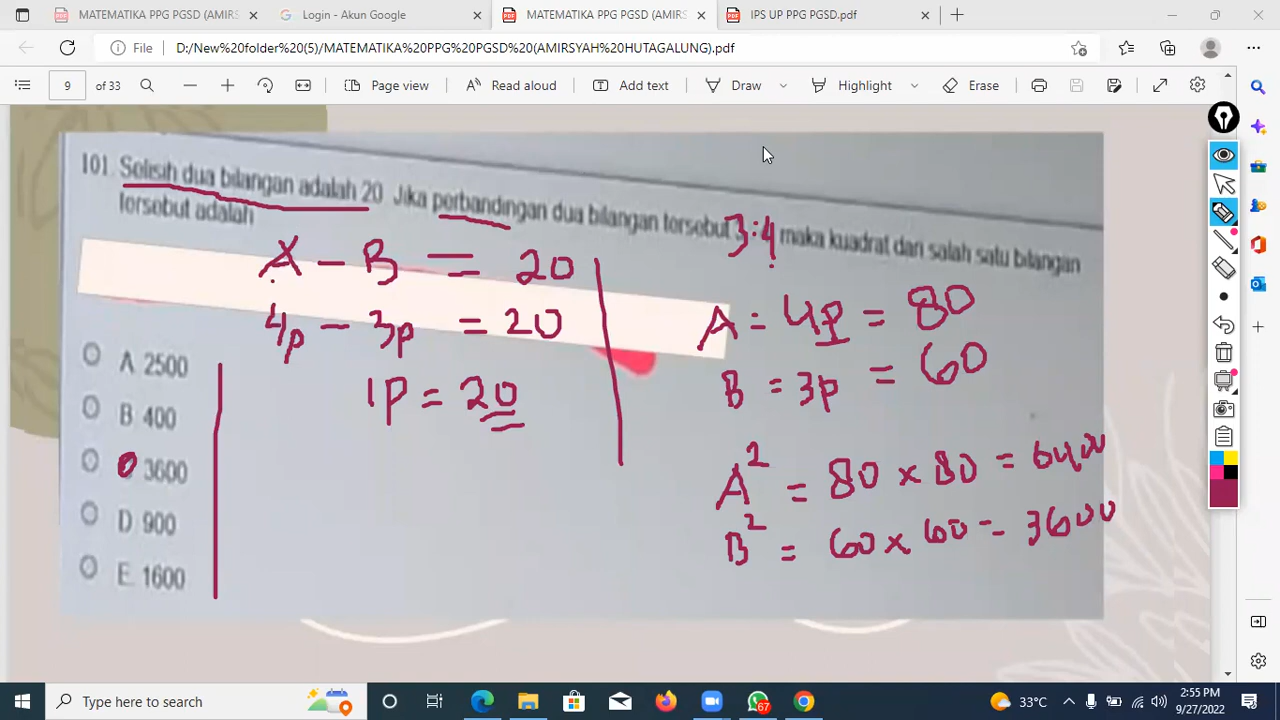 MATEMATIKA PPG PGSD (AMIRS
Login - Akun Google
MATEMATIKA PPG PGSD (AMIRS
IPS UP PPG PGSD.pdf
File
D:/New%20folder%20(5)/MATEMATIKA%20PPG%20PGSD%20(AMIRSYAH%20HUTAGALUNG).pdf
9 of 33
Page view
Read aloud
Add text
Draw
Highlight
Erase
101. Selisih dua bilangan adalah 20 Jika perbandingan dua bilangan tersebut 3:4 maka kuadrat dari salah satu bilangan
tersebut adalah
A - B = 20
4p - 3p = 20
1p = 20
A = 4p = 80
B = 3p = 60
A² = 80 × 80 = 6400
B² = 60 × 60 = 3600
A. 2500
B 400
3600
D 900
E. 1600
Type here to search
67
33°C
2:55 PM
9/27/2022